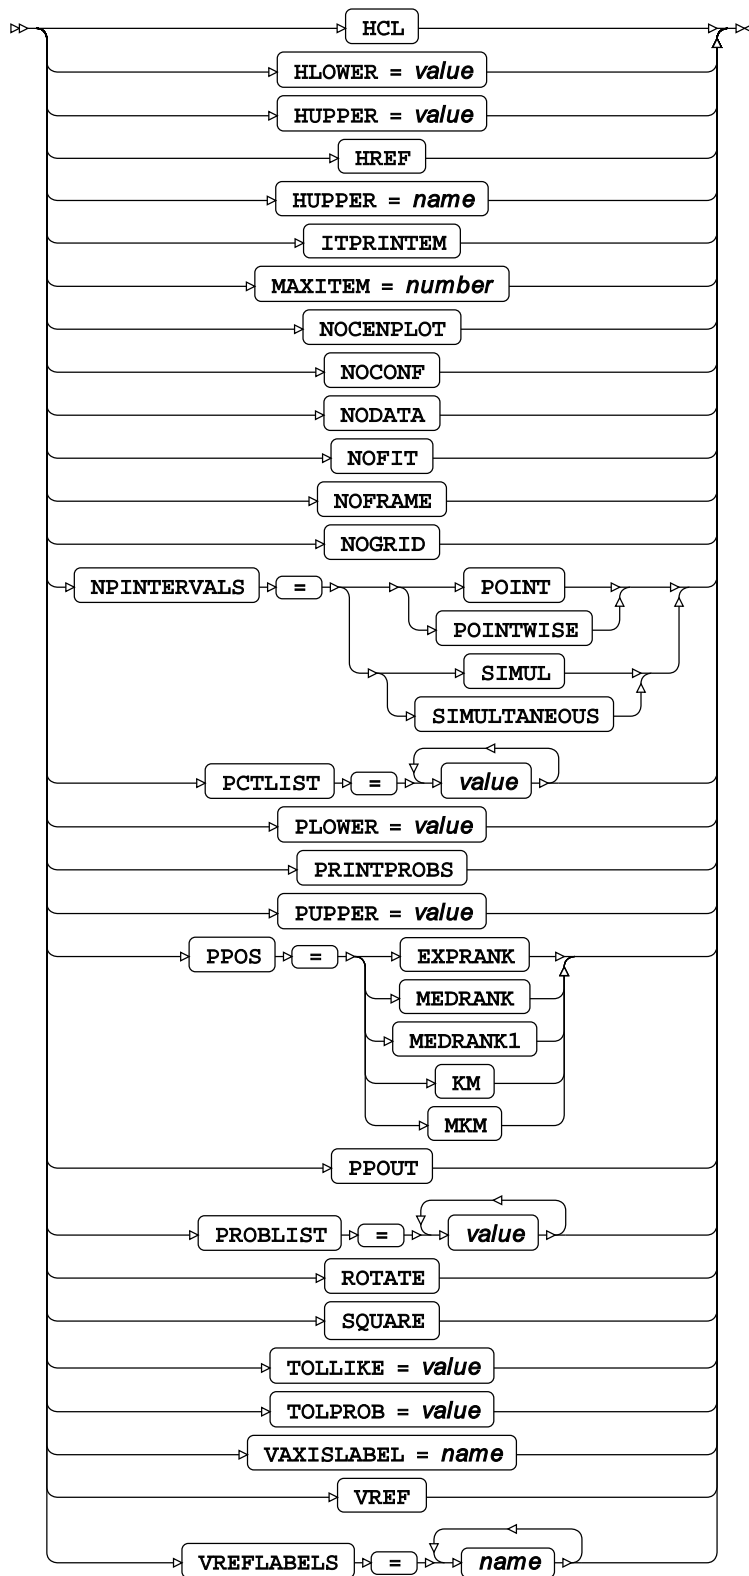 HCL
HLOWER = value
HUPPER = value
HREF
HUPPER = name
ITPRINTEM
MAXITEM = number
NOCENPLOT
NOCONF
NODATA
NOFIT
NOFRAME
NOGRID
NPINTERVALS = POINT
POINTWISE
SIMUL
SIMULTANEOUS
PCTLIST = value
PLOWER = value
PRINTPROBS
PUPPER = value
PPOS = EXPRANK
MEDRANK
MEDRANK1
KM
MKM
PPOUT
PROBLIST = value
ROTATE
SQUARE
TOLLIKE = value
TOLPROB = value
VAXISLABEL = name
VREF
VREFLABELS = name